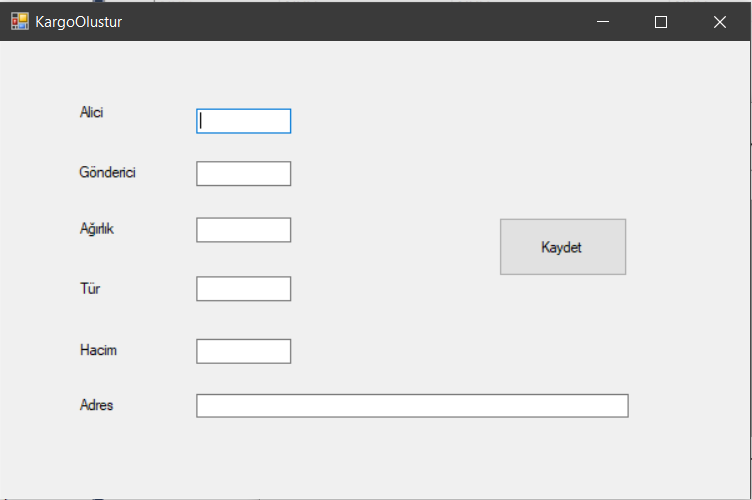 KargoOlustur
Alici
Gönderici
Ağırlık
Kaydet
Tür
Hacim
Adres